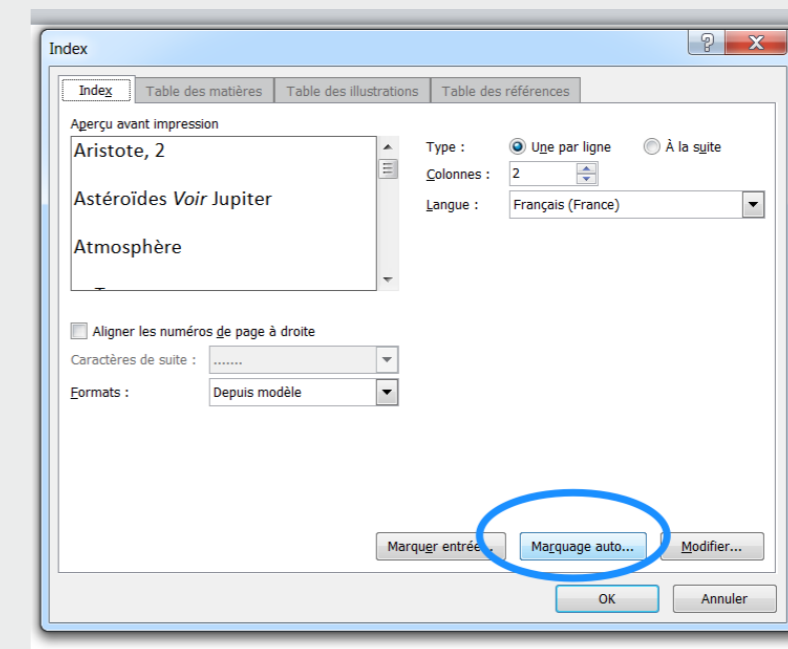 Index
Index Table des matières Table des illustrations Table des références
Aperçu avant impression
Aristote, 2
Astéroïdes Voir Jupiter
Atmosphère
Type : Une par ligne À la suite
Colonnes : 2
Langue : Français (France)
Aligner les numéros de page à droite
Caractères de suite : .......
Formats : Depuis modèle
Marquer entrée... Marquage auto... Modifier...
OK Annuler